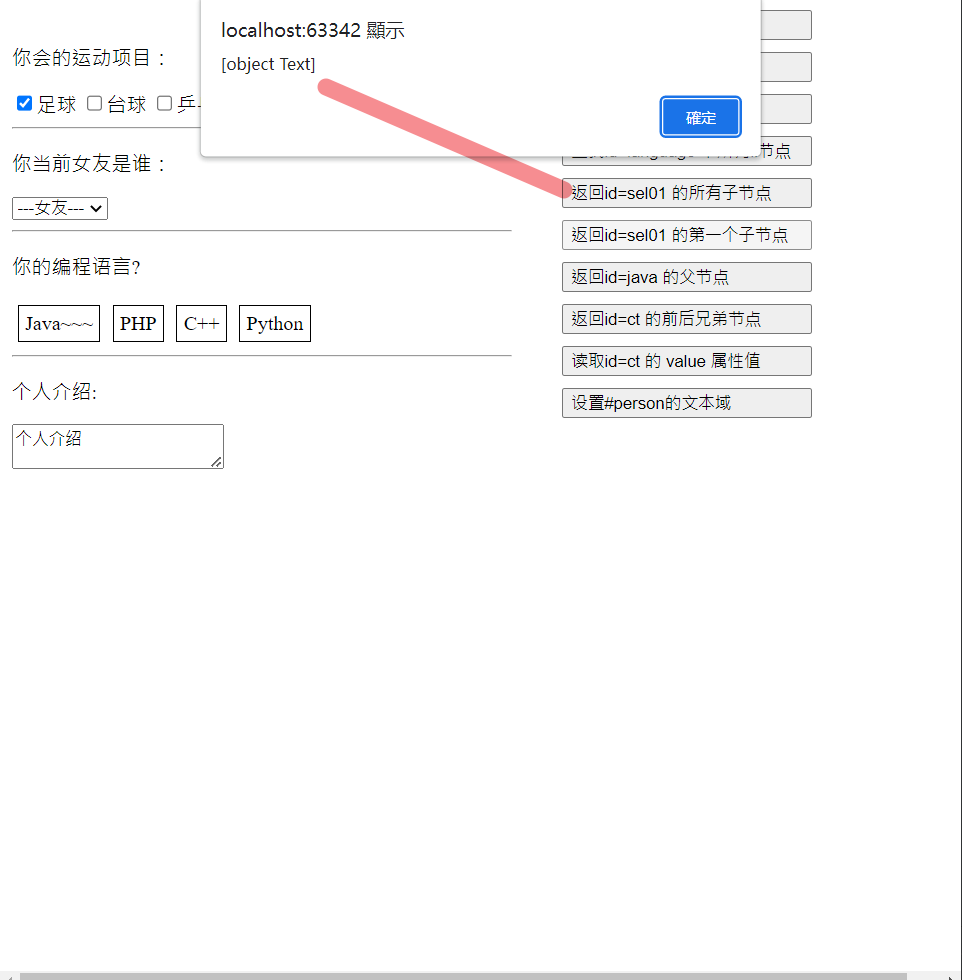 localhost:63342 顯示
[object Text]
確定
你会的运动项目：
足球 台球
你当前女友是谁：
---女友---
你的编程语言?
Java~~~ PHP C++ Python
个人介绍:
个人介绍
返回id=sel01 的所有子节点
返回id=sel01 的第一个子节点
返回id=java 的父节点
返回id=ct 的前后兄弟节点
读取id=ct 的 value 属性值
设置#person的文本域